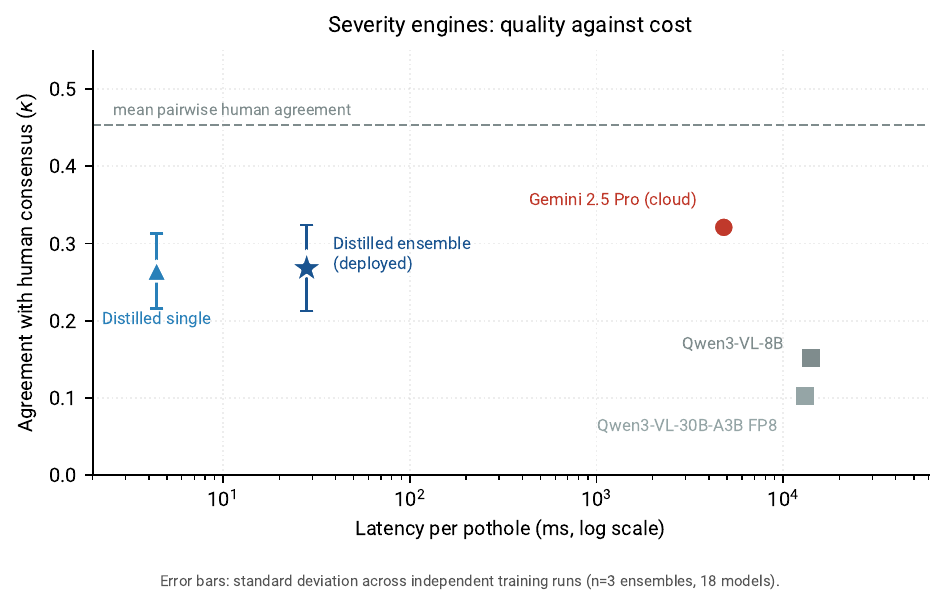 Severity engines: quality against cost
Agreement with human consensus (κ)
0.5
0.4
0.3
0.2
0.1
0.0
mean pairwise human agreement
Gemini 2.5 Pro (cloud)
Distilled ensemble
(deployed)
Distilled single
Qwen3-VL-8B
Qwen3-VL-30B-A3B FP8
10¹
10²
10³
10⁴
Latency per pothole (ms, log scale)
Error bars: standard deviation across independent training runs (n=3 ensembles, 18 models).